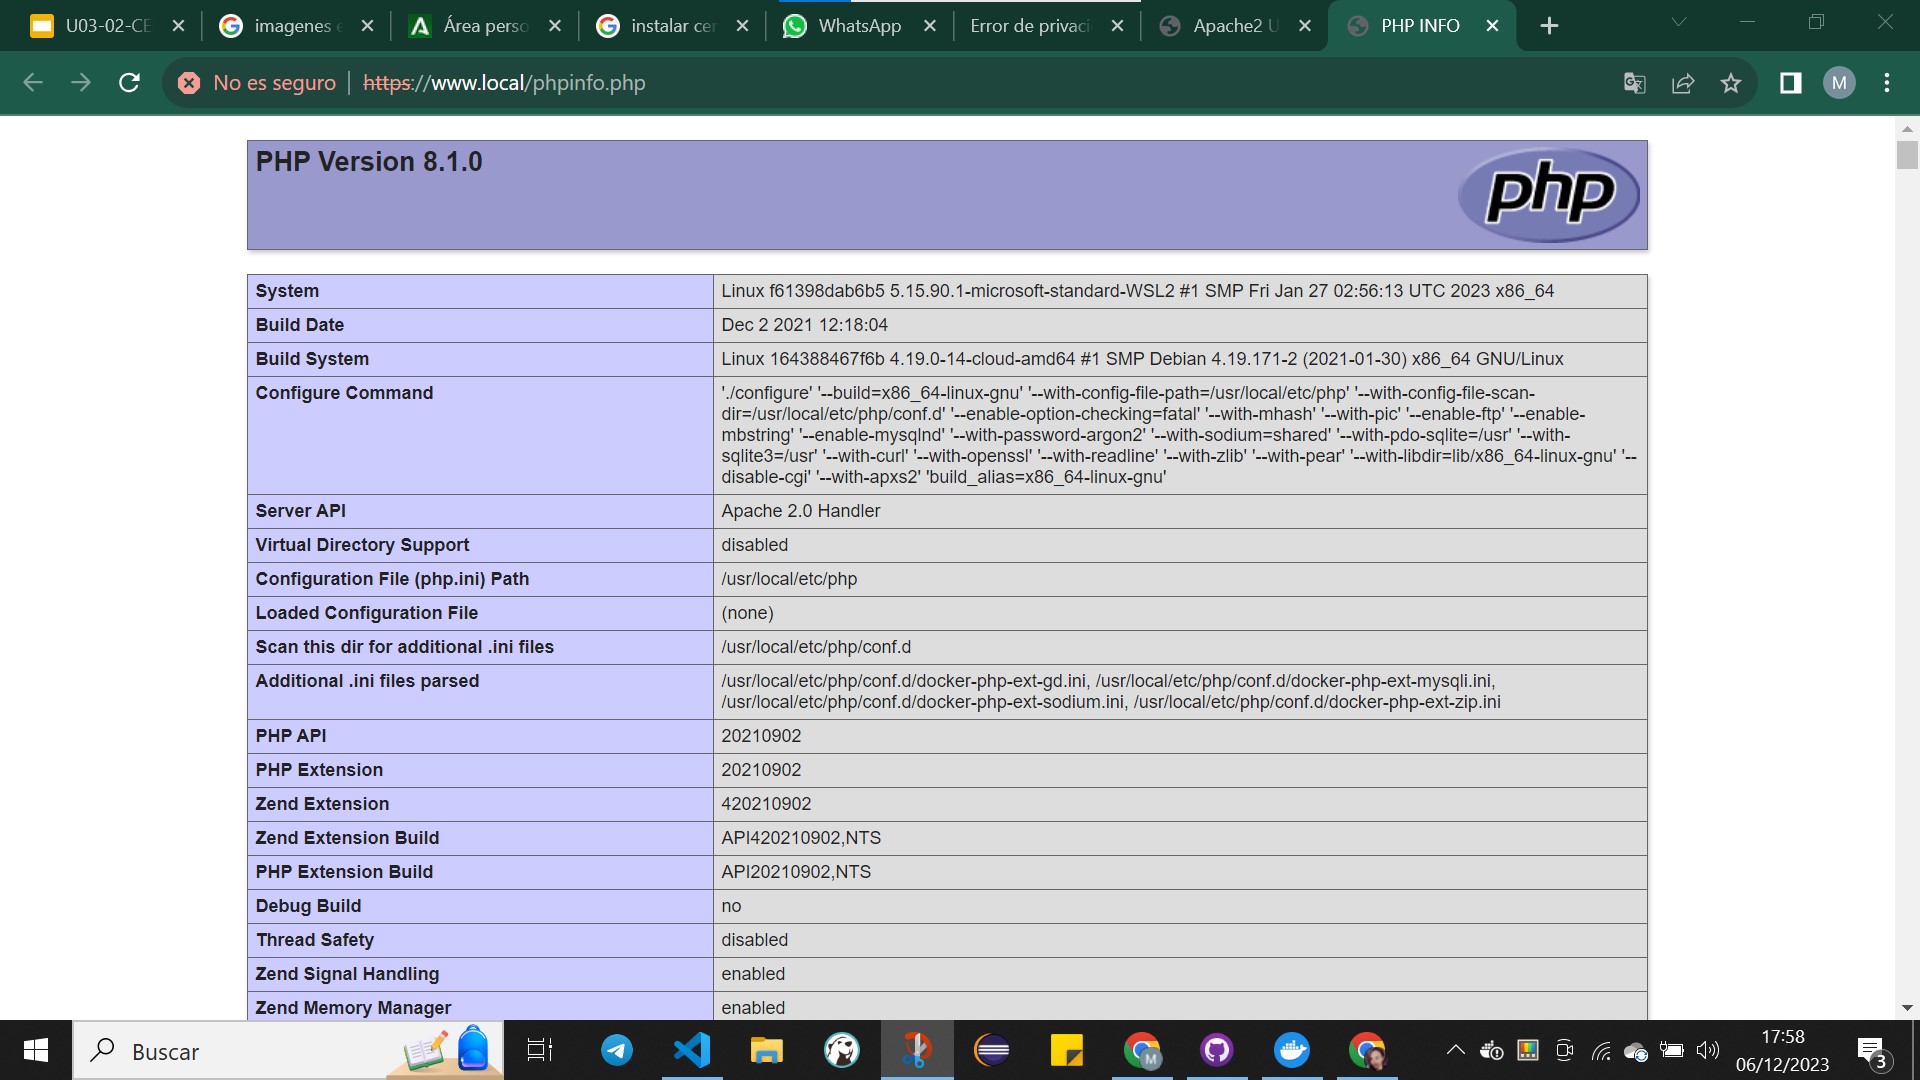 U03-02-CE
imagenes e
Área perso
instalar cer
WhatsApp
Error de privaci
Apache2 U
PHP INFO
No es seguro
https://www.local/phpinfo.php
M
PHP Version 8.1.0
php
System Linux f61398dab6b5 5.15.90.1-microsoft-standard-WSL2 #1 SMP Fri Jan 27 02:56:13 UTC 2023 x86_64
Build Date Dec 2 2021 12:18:04
Build System Linux 164388467f6b 4.19.0-14-cloud-amd64 #1 SMP Debian 4.19.171-2 (2021-01-30) x86_64 GNU/Linux
Configure Command './configure' '--build=x86_64-linux-gnu' '--with-config-file-path=/usr/local/etc/php' '--with-config-file-scan-
dir=/usr/local/etc/php/conf.d' '--enable-option-checking=fatal' '--with-mhash' '--with-pic' '--enable-ftp' '--enable-
mbstring' '--enable-mysqlnd' '--with-password-argon2' '--with-sodium=shared' '--with-pdo-sqlite=/usr' '--with-
sqlite3=/usr' '--with-curl' '--with-openssl' '--with-readline' '--with-zlib' '--with-pear' '--with-libdir=lib/x86_64-linux-gnu' '--
disable-cgi' '--with-apxs2' 'build_alias=x86_64-linux-gnu'
Server API Apache 2.0 Handler
Virtual Directory Support disabled
Configuration File (php.ini) Path /usr/local/etc/php
Loaded Configuration File (none)
Scan this dir for additional .ini files /usr/local/etc/php/conf.d
Additional .ini files parsed /usr/local/etc/php/conf.d/docker-php-ext-gd.ini, /usr/local/etc/php/conf.d/docker-php-ext-mysqli.ini,
/usr/local/etc/php/conf.d/docker-php-ext-sodium.ini, /usr/local/etc/php/conf.d/docker-php-ext-zip.ini
PHP API 20210902
PHP Extension 20210902
Zend Extension 420210902
Zend Extension Build API420210902,NTS
PHP Extension Build API20210902,NTS
Debug Build no
Thread Safety disabled
Zend Signal Handling enabled
Zend Memory Manager enabled
Buscar
M
17:58
06/12/2023
3